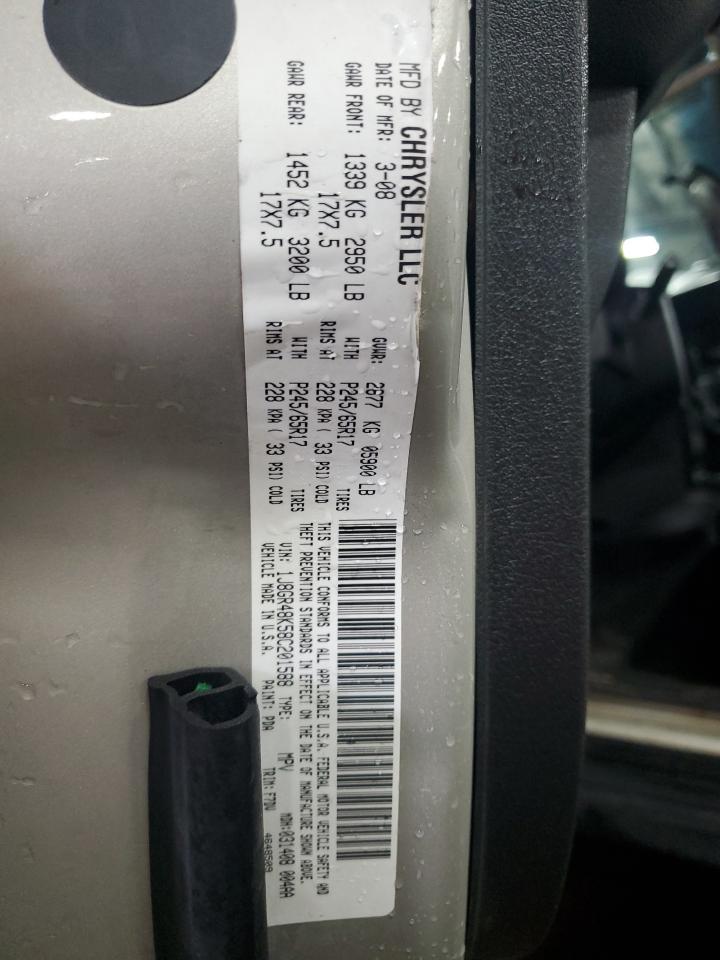 MFD BY CHRYSLER LLC
DATE OF MFR: 3-08 GVWR: 2677 KG 05900 LB
GAWR FRONT: 1339 KG 2950 LB WITH P245/65R17 TIRES
17X7.5 RIMS AT 228 KPA ( 33 PSI) COLD
GAWR REAR: 1452 KG 3200 LB WITH P245/65R17 TIRES
17X7.5 RIMS AT 228 KPA ( 33 PSI) COLD
THIS VEHICLE CONFORMS TO ALL APPLICABLE U.S.A. FEDERAL MOTOR VEHICLE SAFETY AND
THEFT PREVENTION STANDARDS IN EFFECT ON THE DATE OF MANUFACTURE SHOWN ABOVE.
VIN: 1J8GR48K58C201588 TYPE: MPV MDH:031408 004AA
VEHICLE MADE IN U.S.A. PAINT: PDA TRIM: F7DV 4648509